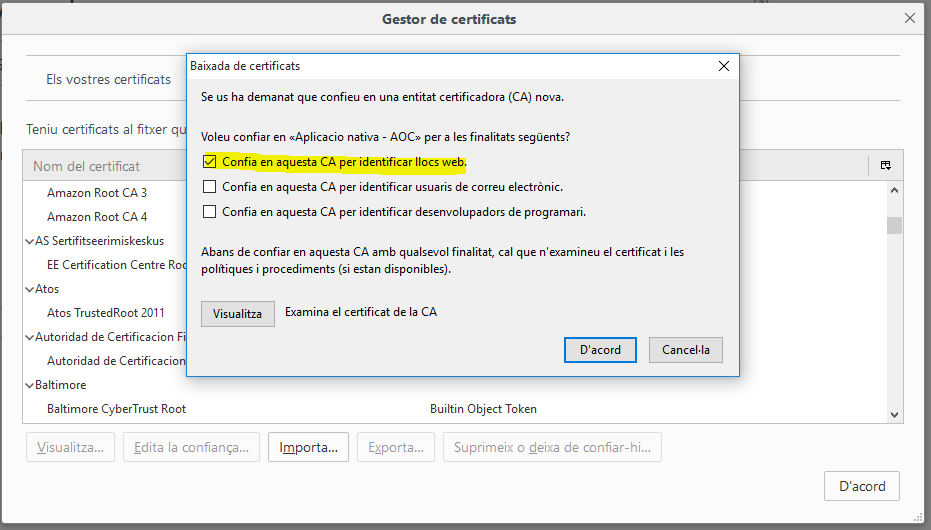 Gestor de certificats
Els vostres certificats
Baixada de certificats
Se us ha demanat que confieu en una entitat certificadora (CA) nova.
Voleu confiar en «Aplicacio nativa - AOC» per a les finalitats següents?
Confia en aquesta CA per identificar llocs web.
Confia en aquesta CA per identificar usuaris de correu electrònic.
Confia en aquesta CA per identificar desenvolupadors de programari.
Abans de confiar en aquesta CA amb qualsevol finalitat, cal que n'examineu el certificat i les
polítiques i procediments (si estan disponibles).
Visualitza
Examina el certificat de la CA
D'acord
Cancel·la
Teniu certificats al fitxer qu
Nom del certificat
Amazon Root CA 3
Amazon Root CA 4
AS Sertifitseerimiskeskus
EE Certification Centre Roo
Atos
Atos TrustedRoot 2011
Autoridad de Certificacion Fi
Autoridad de Certificacion
Baltimore
Baltimore CyberTrust Root
Builtin Object Token
Visualitza...
Edita la confiança...
Importa...
Exporta...
Suprimeix o deixa de confiar-hi...
D'acord